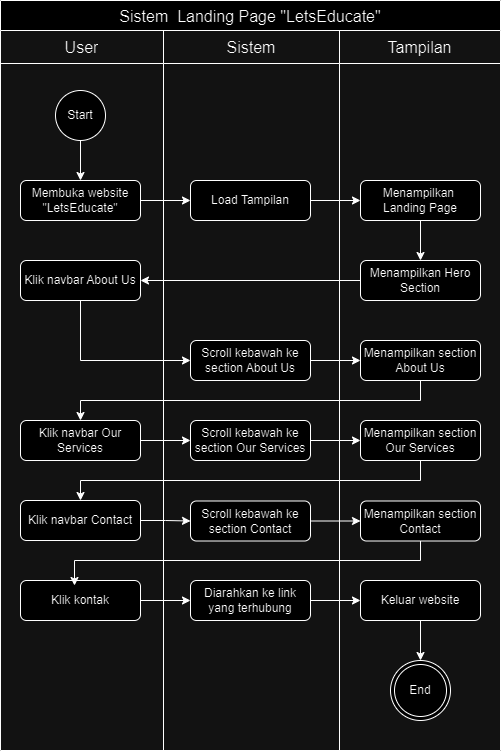 Sistem Landing Page "LetsEducate"
User
Sistem
Tampilan
Start
Membuka website
"LetsEducate"
Load Tampilan
Menampilkan
Landing Page
Menampilkan Hero
Section
Klik navbar About Us
Scroll kebawah ke
section About Us
Menampilkan section
About Us
Klik navbar Our
Services
Scroll kebawah ke
section Our Services
Menampilkan section
Our Services
Klik navbar Contact
Scroll kebawah ke
section Contact
Menampilkan section
Contact
Klik kontak
Diarahkan ke link
yang terhubung
Keluar website
End